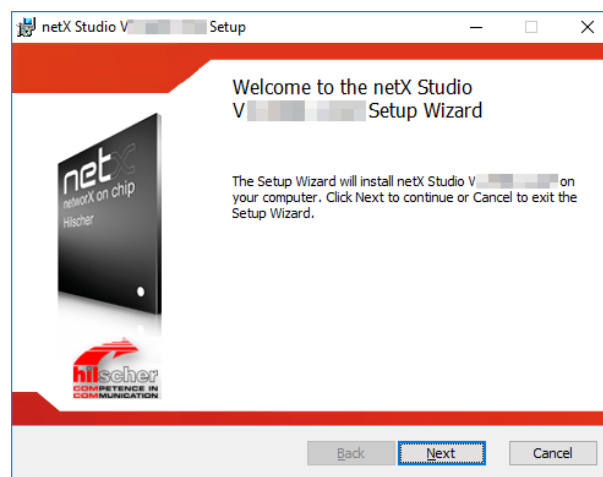 netX Studio V Setup
Welcome to the netX Studio
V Setup Wizard
net
networX on chip
Hilscher
The Setup Wizard will install netX Studio V on
your computer. Click Next to continue or Cancel to exit the
Setup Wizard.
hilscher
COMPETENCE IN
COMMUNICATION
Back
Next
Cancel